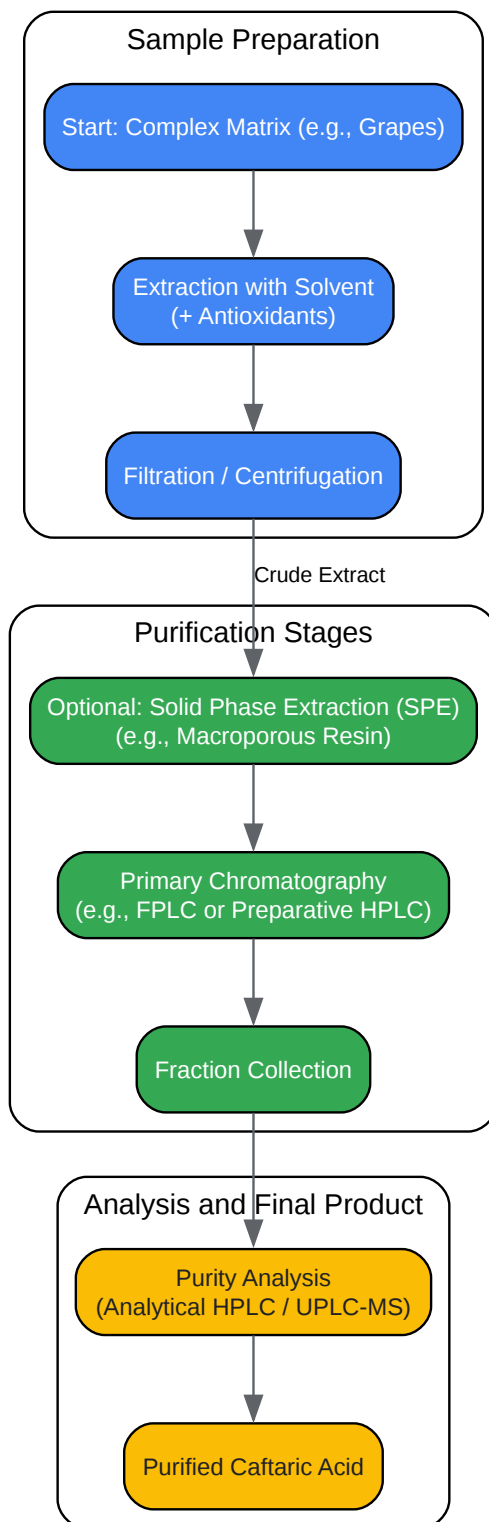 Sample Preparation
Start: Complex Matrix (e.g., Grapes)
Extraction with Solvent
(+ Antioxidants)
Filtration / Centrifugation
Crude Extract
Purification Stages
Optional: Solid Phase Extraction (SPE)
(e.g., Macroporous Resin)
Primary Chromatography
(e.g., FPLC or Preparative HPLC)
Fraction Collection
Analysis and Final Product
Purity Analysis
(Analytical HPLC / UPLC-MS)
Purified Caftaric Acid